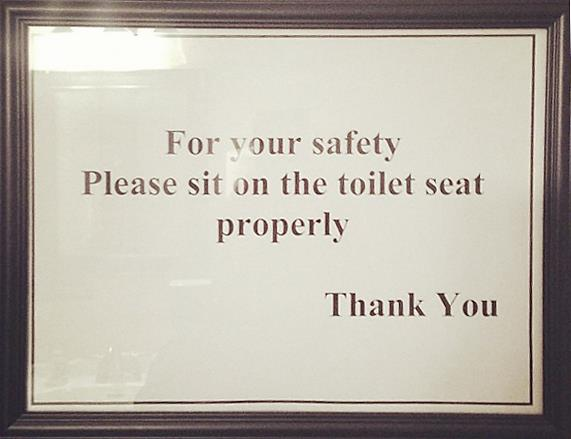 For your safety
Please sit on the toilet seat
properly
Thank You